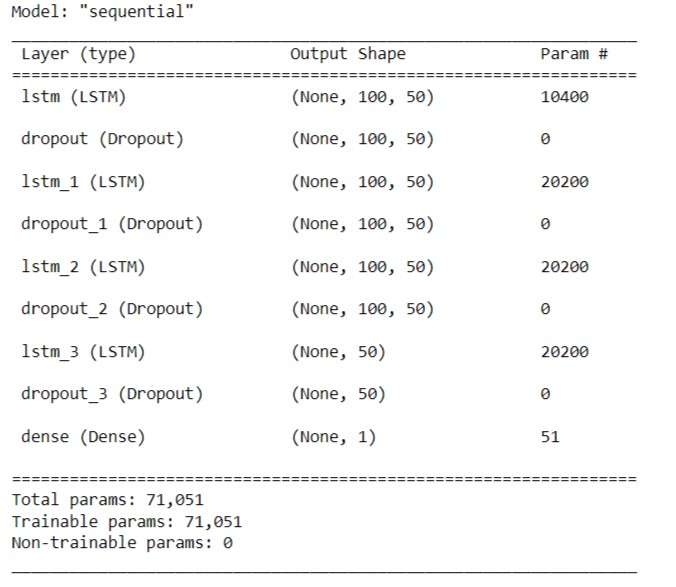 Model: "sequential"
Layer (type) Output Shape Param #
=================================================================
lstm (LSTM) (None, 100, 50) 10400
dropout (Dropout) (None, 100, 50) 0
lstm_1 (LSTM) (None, 100, 50) 20200
dropout_1 (Dropout) (None, 100, 50) 0
lstm_2 (LSTM) (None, 100, 50) 20200
dropout_2 (Dropout) (None, 100, 50) 0
lstm_3 (LSTM) (None, 50) 20200
dropout_3 (Dropout) (None, 50) 0
dense (Dense) (None, 1) 51
=================================================================
Total params: 71,051
Trainable params: 71,051
Non-trainable params: 0